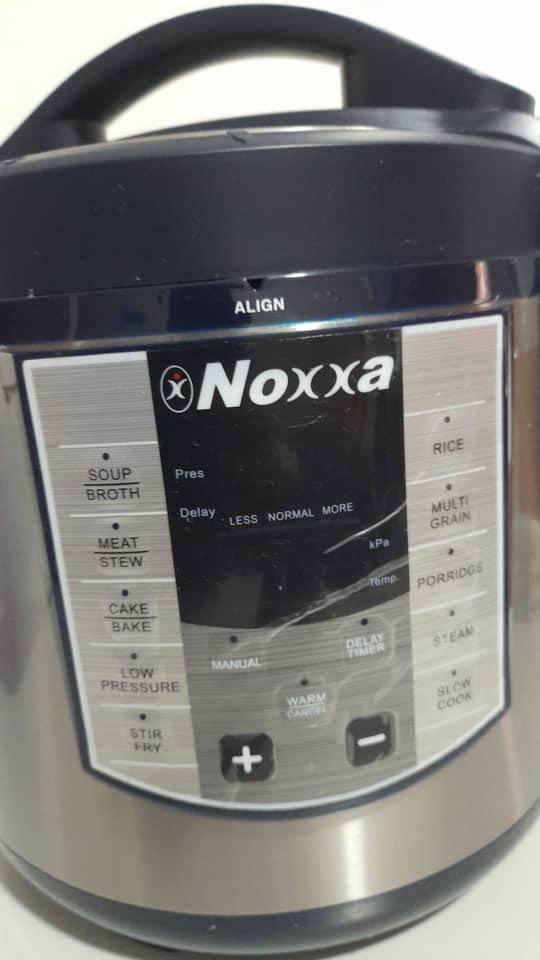 ALIGN
Noxxa
SOUP
BROTH
MEAT
STEW
CAKE
BAKE
LOW
PRESSURE
STIR
FRY
Pres
Delay
LESS NORMAL MORE
kPa
Temp.
MANUAL
DELAY
TIMER
WARM
CANCEL
+
-
RICE
MULTI
GRAIN
PORRIDGE
STEAM
SLOW
COOK